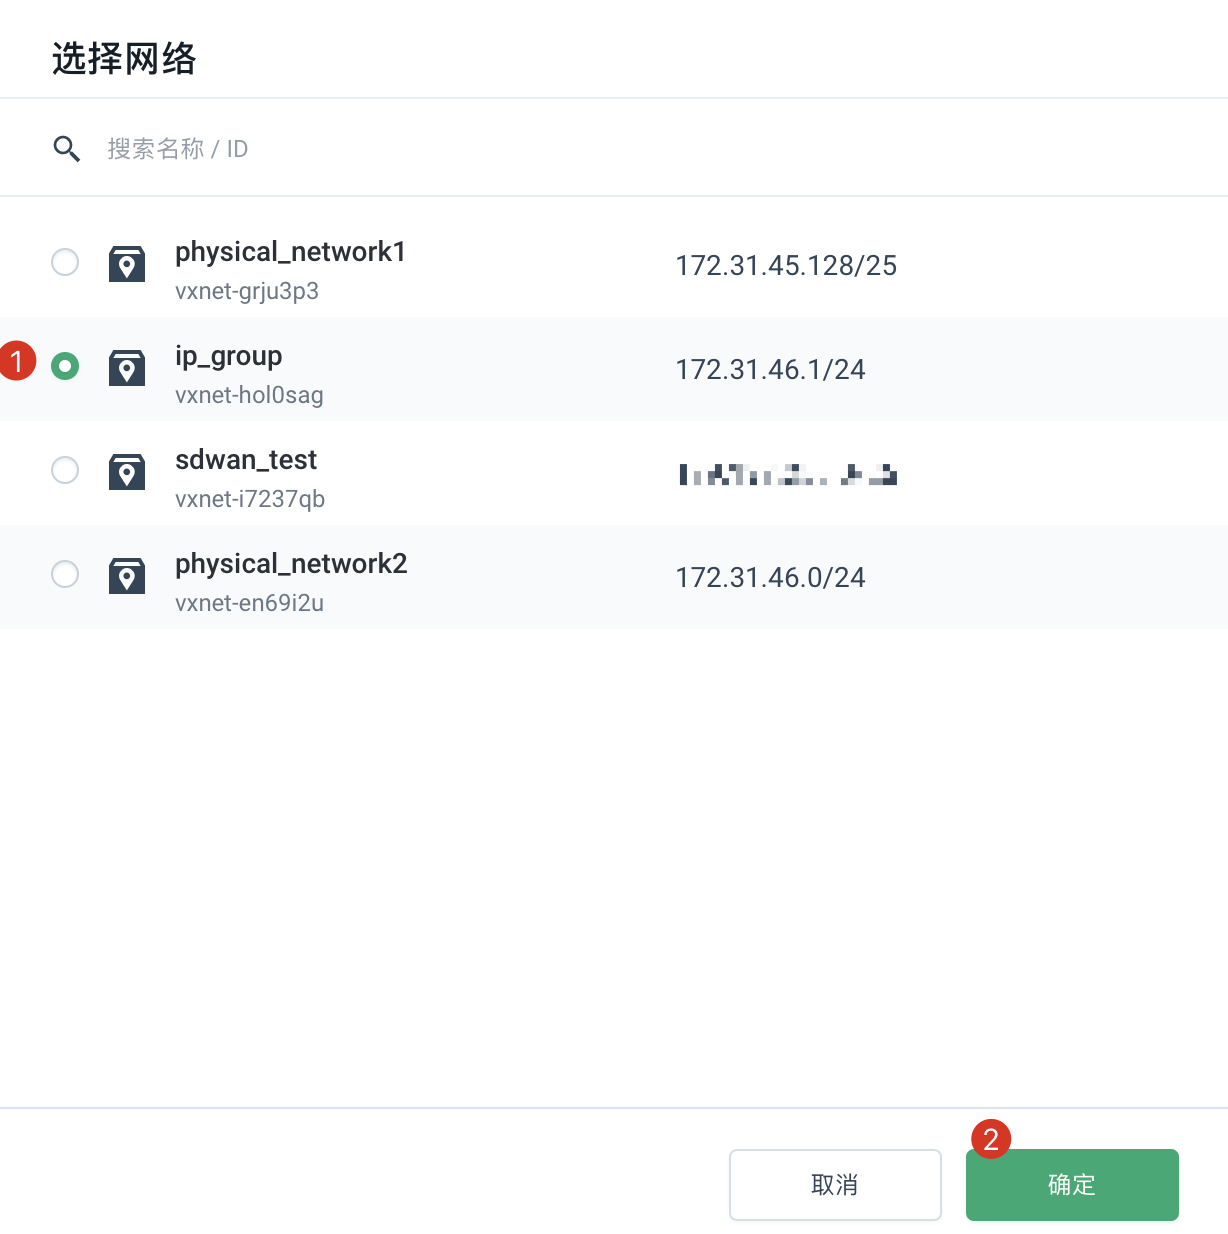 选择网络
搜索名称 / ID
physical_network1
172.31.45.128/25
vxnet-grju3p3
1
ip_group
172.31.46.1/24
vxnet-hol0sag
sdwan_test
vxnet-i7237qb
physical_network2
172.31.46.0/24
vxnet-en69i2u
2
取消
确定